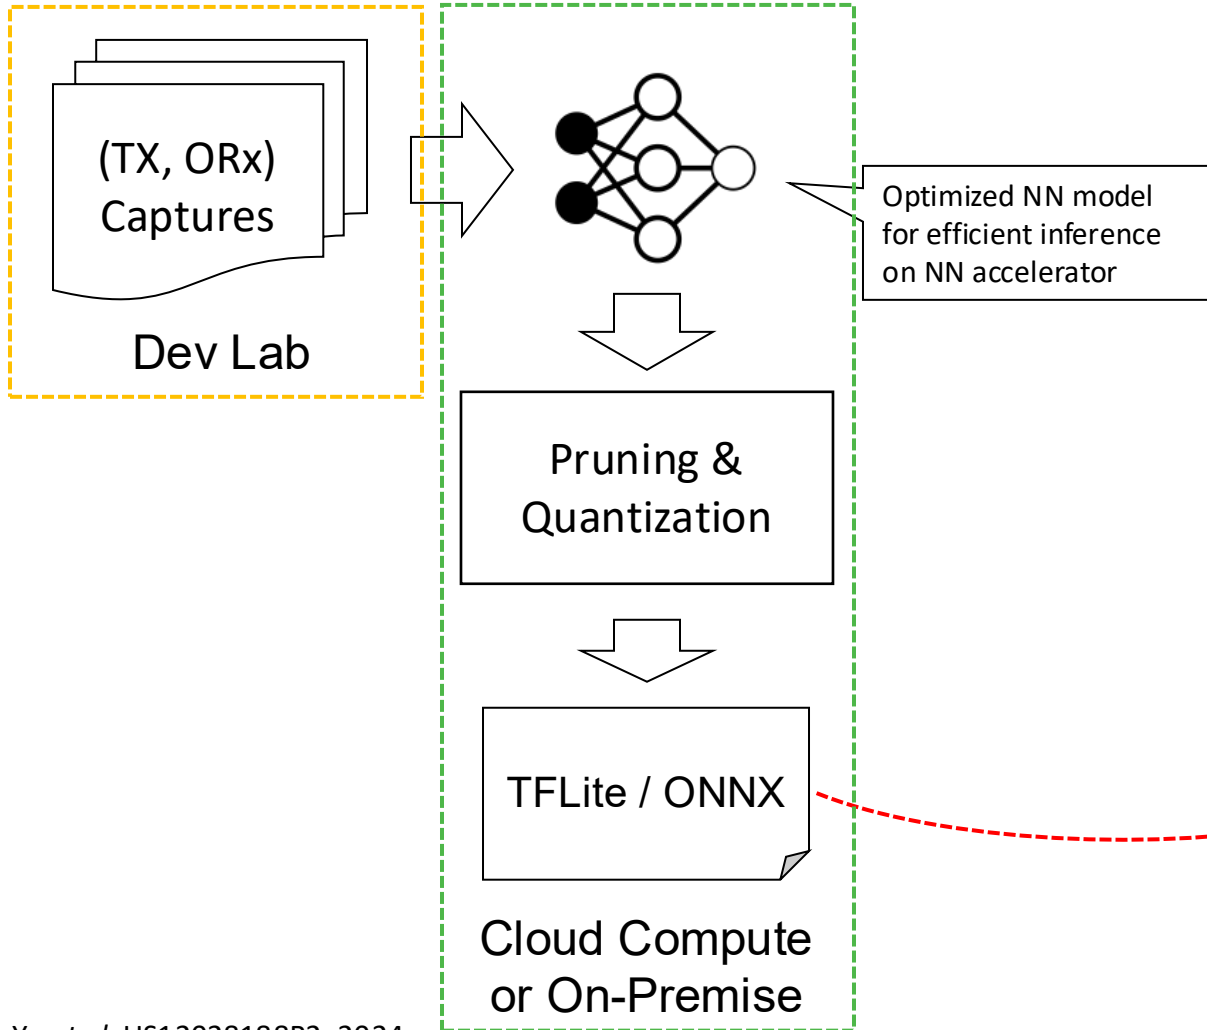 (TX, ORx)
Captures
Dev Lab
Optimized NN model
for efficient inference
on NN accelerator
Pruning &
Quantization
TFLite / ONNX
Cloud Compute
or On-Premise